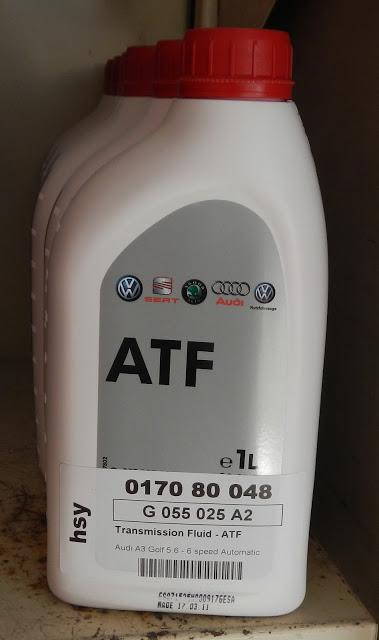 SEAT
Audi
Nutzfahrzeuge
ATF
e 1L
hsy
0170 80 048
G 055 025 A2
Transmission Fluid - ATF
Audi A3 Golf 5.6 - 6 speed Automatic
MADE 17 03 11